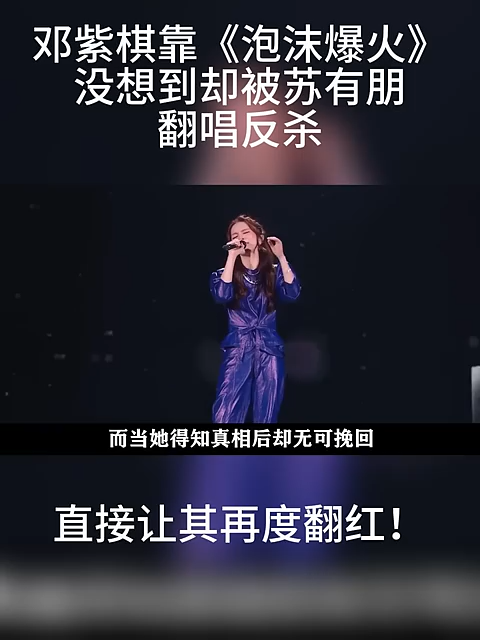 邓紫棋靠《泡沫爆火》
没想到却被苏有朋
翻唱反杀
而当她得知真相后却无可挽回
直接让其再度翻红！